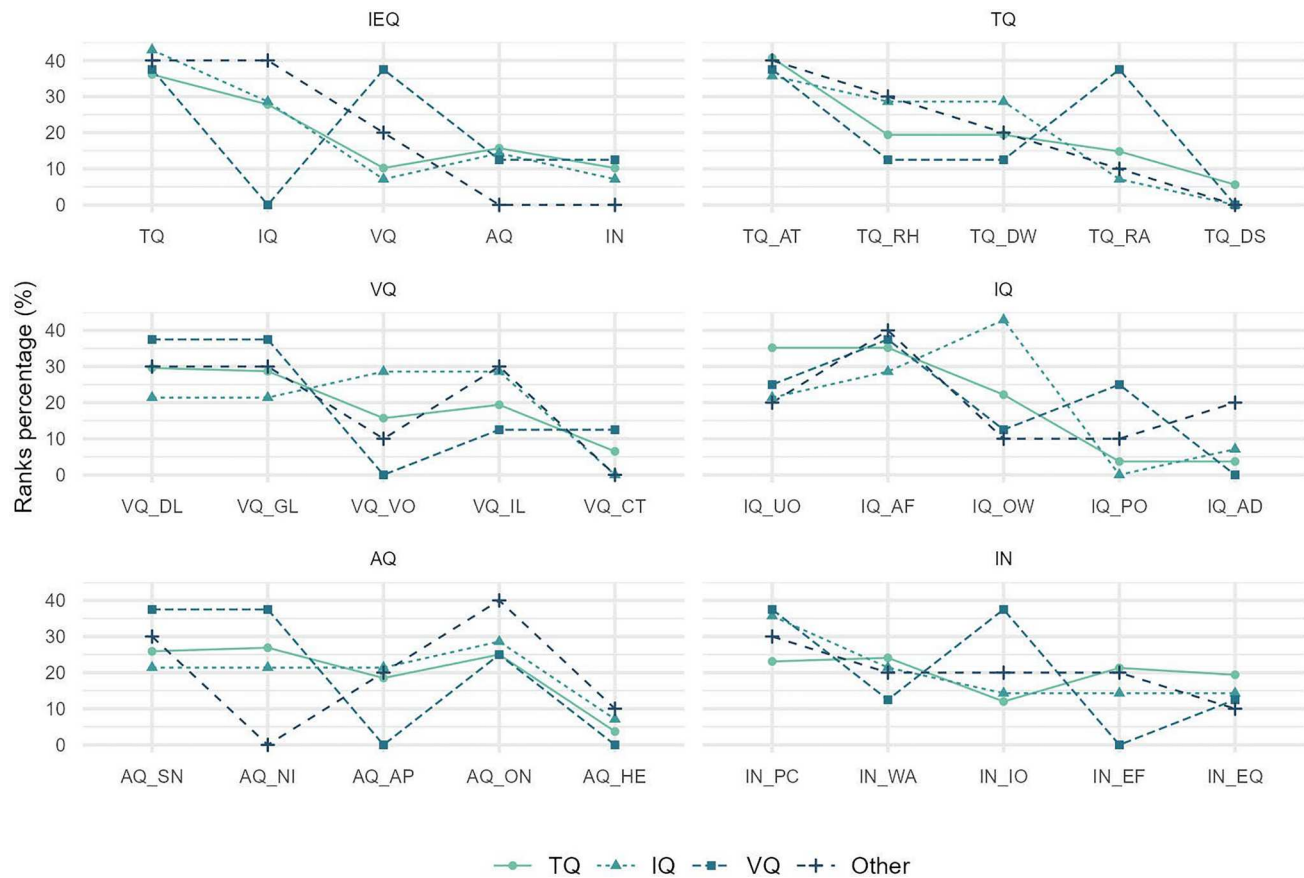 IEQ TQ
40
30
20
10
0
TQ IQ VQ AQ IN TQ_AT TQ_RH TQ_DW TQ_RA TQ_DS
VQ IQ
Ranks percentage (%)
40
30
20
10
0
VQ_DL VQ_GL VQ_VO VQ_IL VQ_CT IQ_UO IQ_AF IQ_OW IQ_PO IQ_AD
AQ IN
40
30
20
10
0
AQ_SN AQ_NI AQ_AP AQ_ON AQ_HE IN_PC IN_WA IN_IO IN_EF IN_EQ
TQ IQ VQ Other